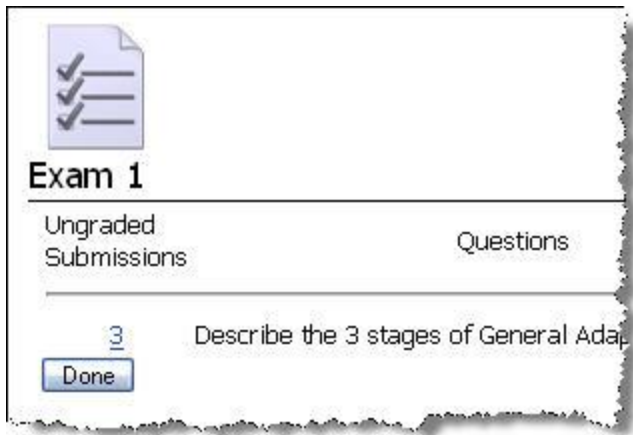 Exam 1
Ungraded
Submissions
Questions
3 Describe the 3 stages of General
Done